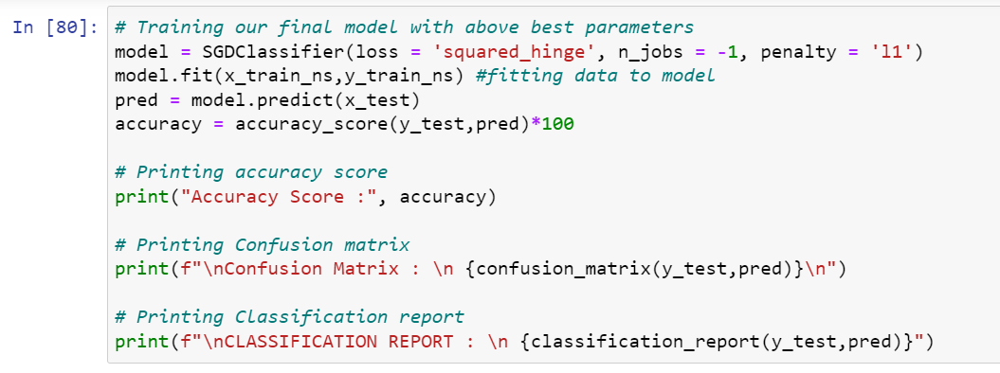 In [80]: # Training our final model with above best parameters
model = SGDClassifier(loss = 'squared_hinge', n_jobs = -1, penalty = 'l1')
model.fit(x_train_ns,y_train_ns) #fitting data to model
pred = model.predict(x_test)
accuracy = accuracy_score(y_test,pred)*100
# Printing accuracy score
print("Accuracy Score :", accuracy)
# Printing Confusion matrix
print(f"\nConfusion Matrix : \n {confusion_matrix(y_test,pred)}\n")
# Printing Classification report
print(f"\nCLASSIFICATION REPORT : \n {classification_report(y_test,pred)}")